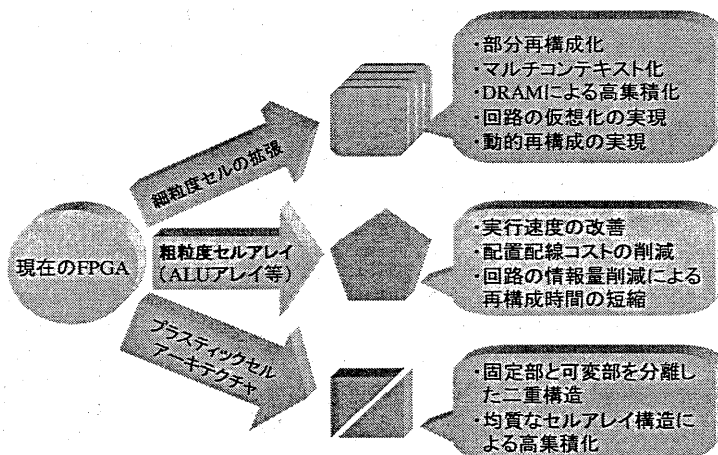 現在のFPGA
細粒度セルの拡張
・部分再構成化
・マルチコンテキスト化
・DRAMによる高集積化
・回路の仮想化の実現
・動的再構成の実現
粗粒度セルアレイ
（ALUアレイ等）
・実行速度の改善
・配置配線コストの削減
・回路の情報量削減による
再構成時間の短縮
プラスティックセル
アーキテクチャ
・固定部と可変部を分離し
た二重構造
・均質なセルアレイ構造に
よる高集積化